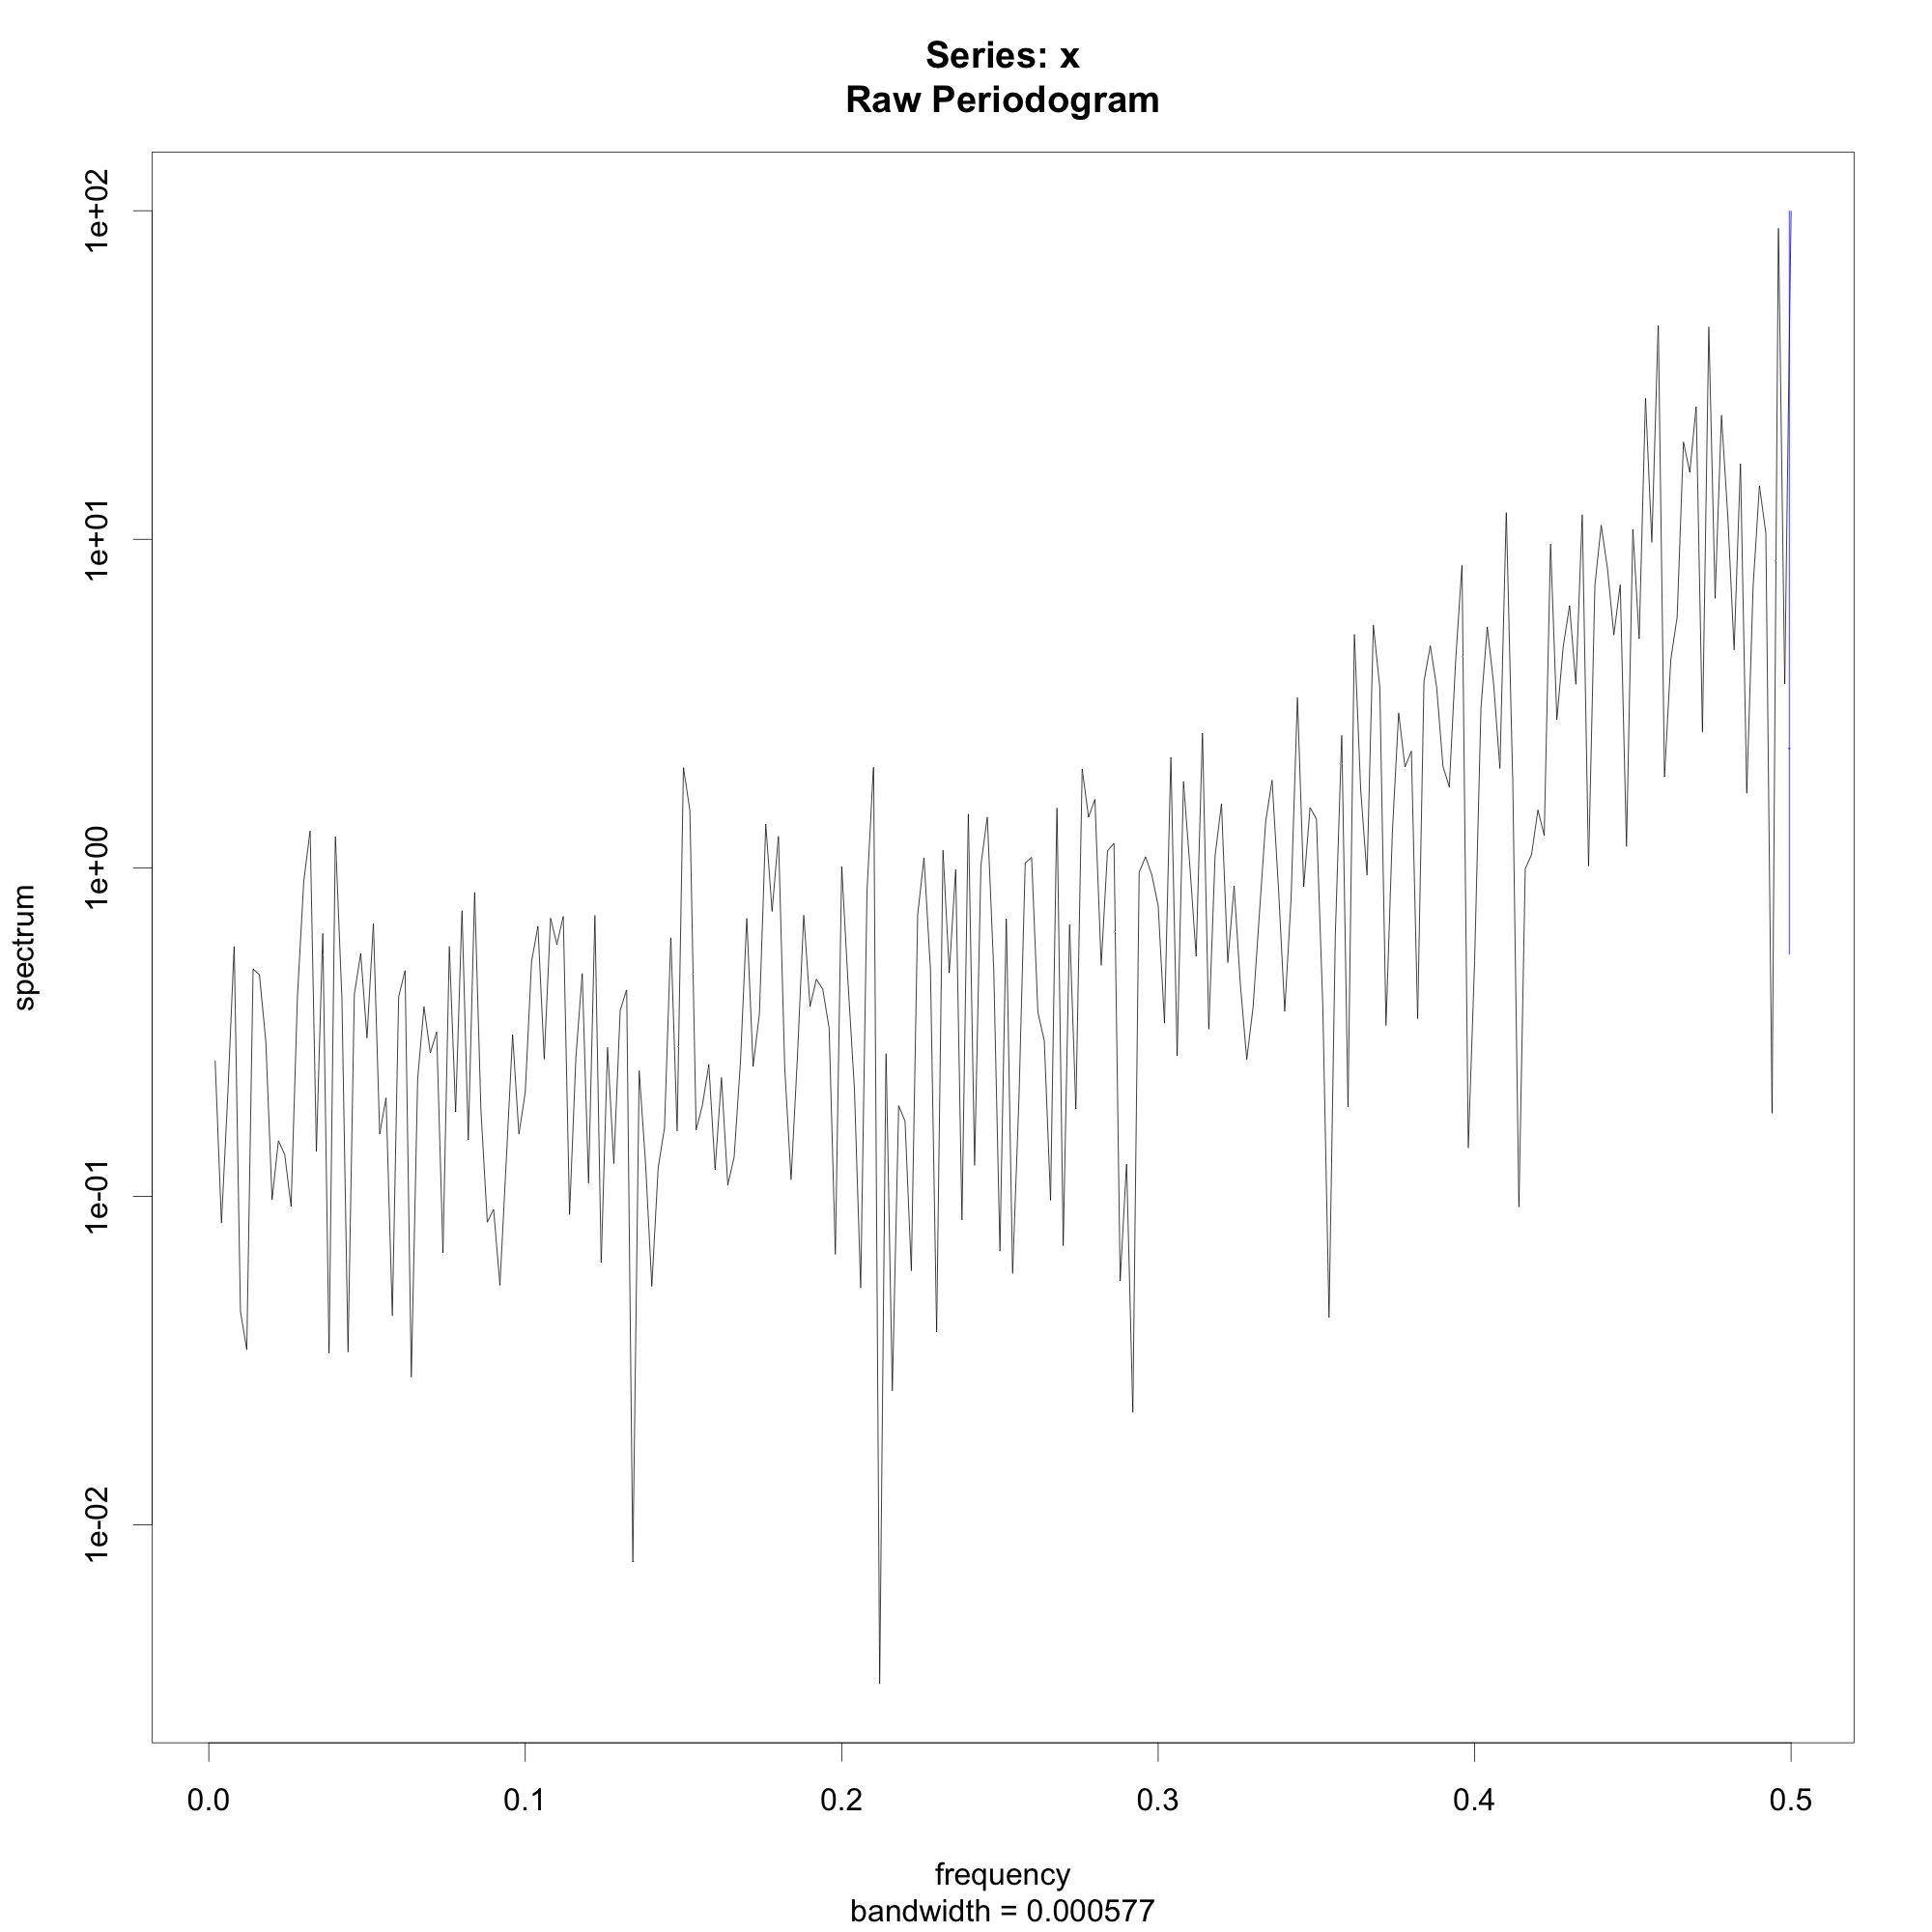 Series: x
Raw Periodogram
1e+02
1e+01
1e+00
1e-01
1e-02
spectrum
0.0 0.1 0.2 0.3 0.4 0.5
frequency
bandwidth = 0.000577